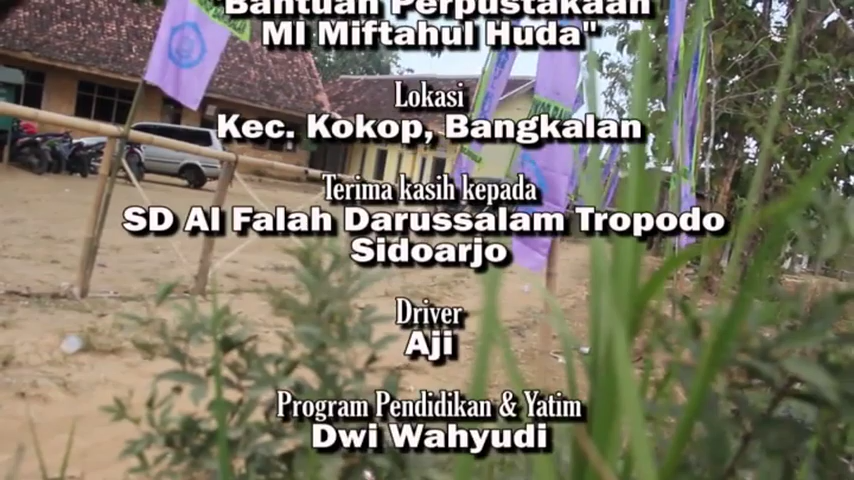 "Bantuan Perpustakaan
MI Miftahul Huda"
Lokasi
Kec. Kokop, Bangkalan
Terima kasih kepada
SD Al Falah Darussalam Tropodo
Sidoarjo
Driver
Aji
Program Pendidikan & Yatim
Dwi Wahyudi